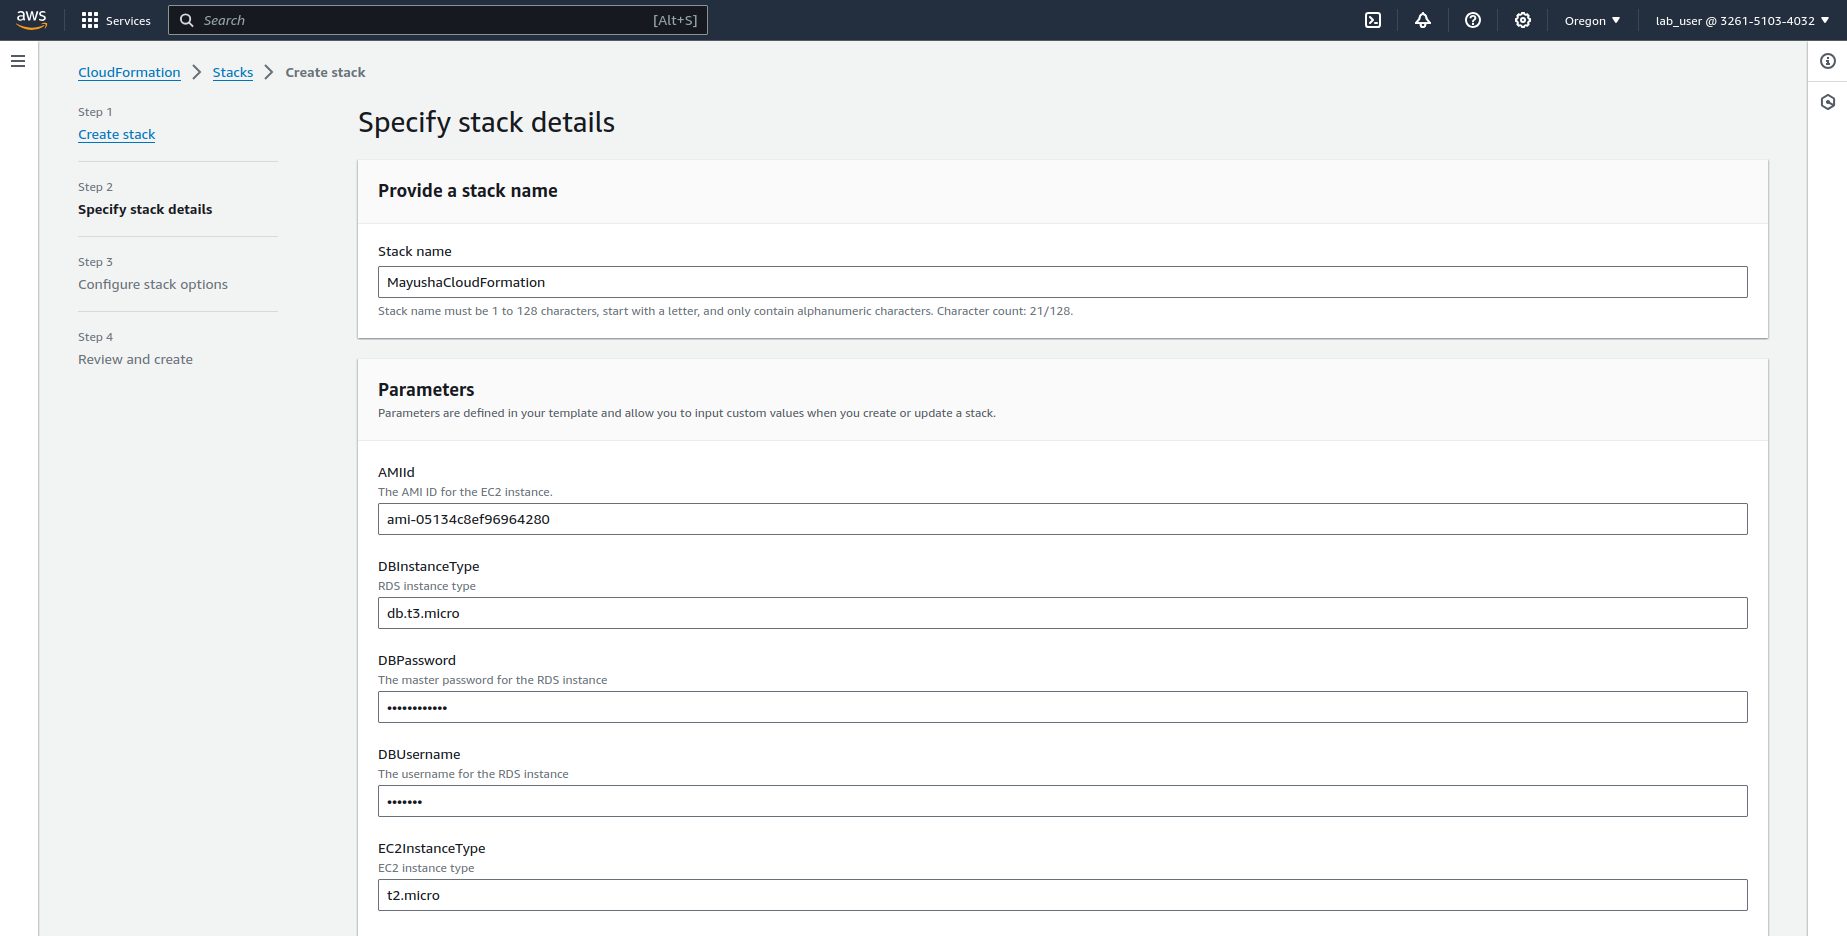 aws
Services
Search
[Alt+S]
Oregon
lab_user @ 3261-5103-4032
CloudFormation
Stacks
Create stack
Step 1
Create stack
Step 2
Specify stack details
Step 3
Configure stack options
Step 4
Review and create
Specify stack details
Provide a stack name
Stack name
MayushaCloudFormation
Stack name must be 1 to 128 characters, start with a letter, and only contain alphanumeric characters. Character count: 21/128.
Parameters
Parameters are defined in your template and allow you to input custom values when you create or update a stack.
AMIId
The AMI ID for the EC2 instance.
ami-05134c8ef96964280
DBInstanceType
RDS instance type
db.t3.micro
DBPassword
The master password for the RDS instance
••••••••••••
DBUsername
The username for the RDS instance
•••••••
EC2InstanceType
EC2 instance type
t2.micro